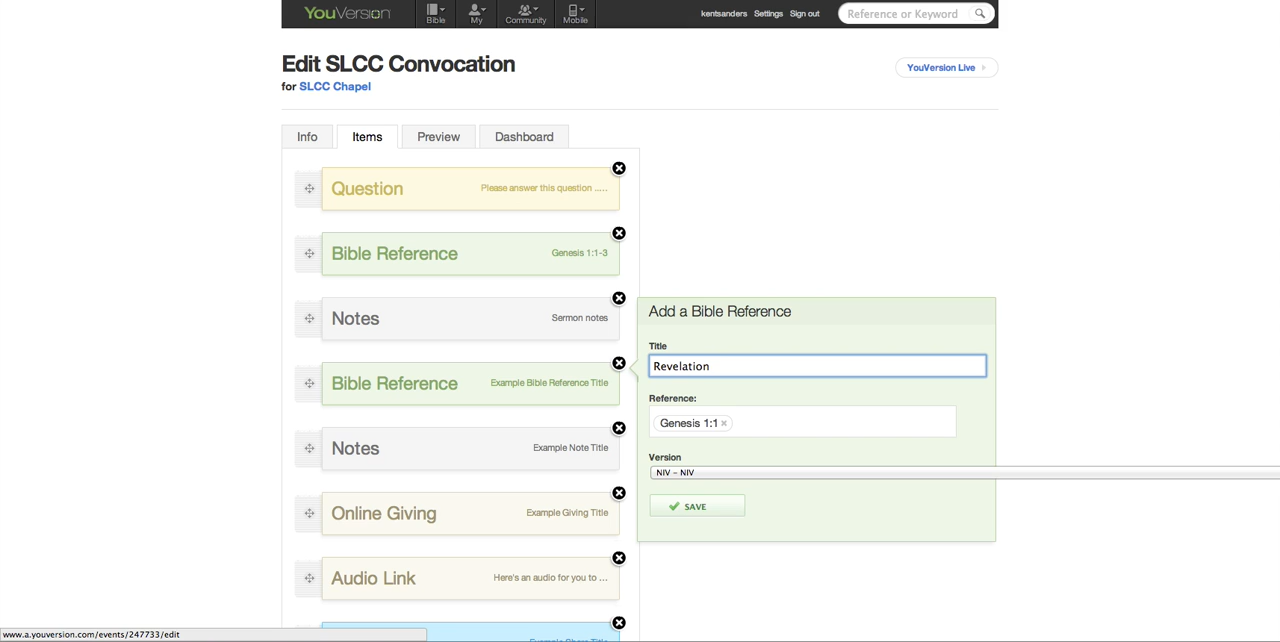 YouVersion
Bible
My
Community
Mobile
kentsanders Settings Sign out
Reference or Keyword
Edit SLCC Convocation
YouVersion Live
for SLCC Chapel
Info Items Preview Dashboard
Question Please answer this question .....
Bible Reference Genesis 1:1-3
Notes Sermon notes
Add a Bible Reference
Title
Revelation
Bible Reference Example Bible Reference Title
Reference:
Genesis 1:1 ×
Notes Example Note Title
Version
NIV - NIV
SAVE
Online Giving Example Giving Title
Audio Link Here's an audio for you to ...
www.a.youversion.com/events/247733/edit